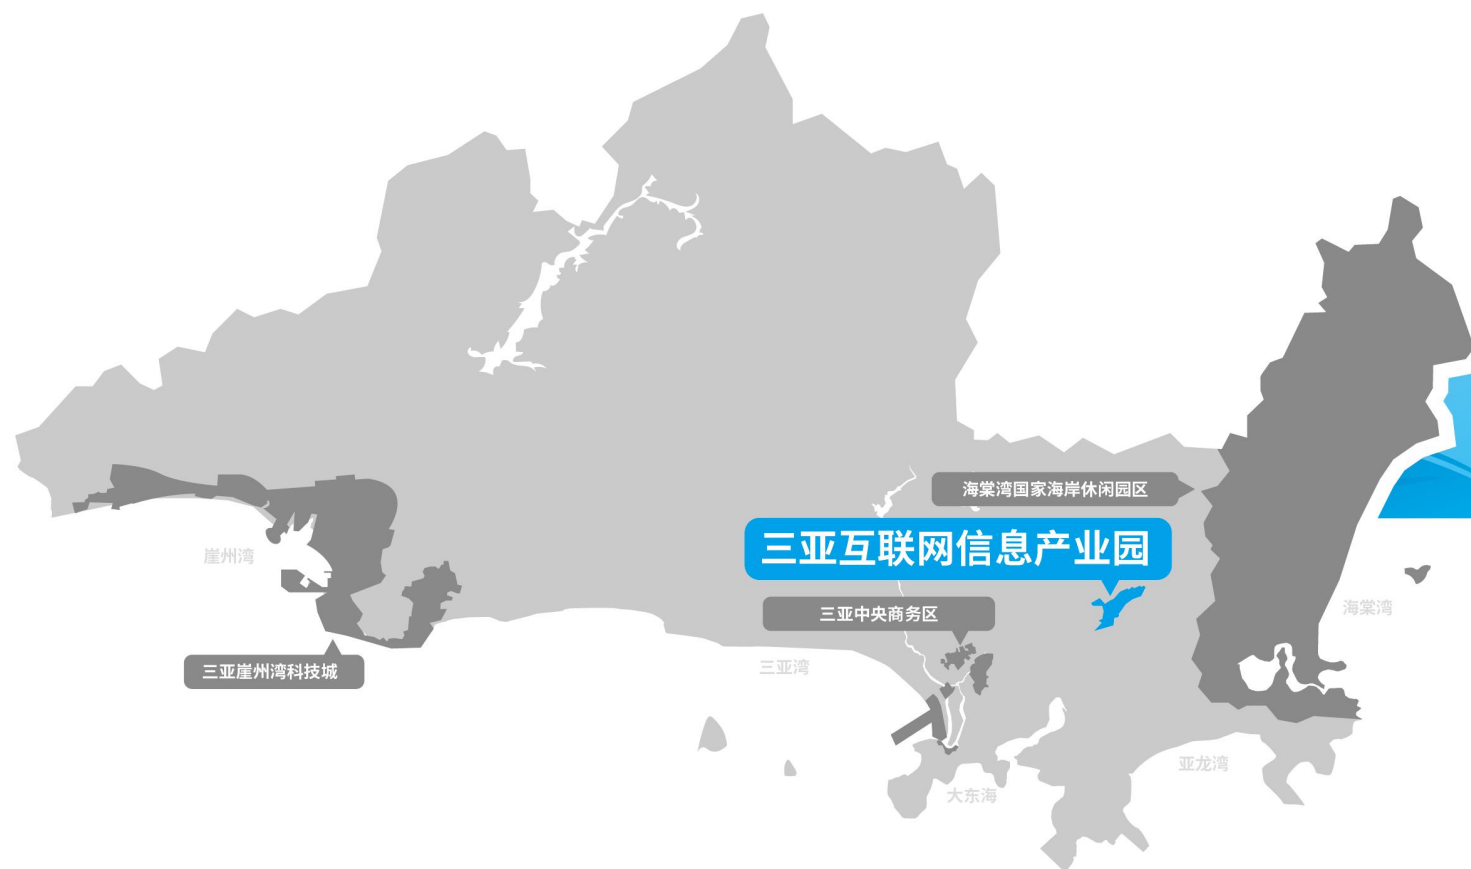 海棠湾国家海岸休闲园区
三亚互联网信息产业园
崖州湾
三亚中央商务区
海棠湾
三亚崖州湾科技城
三亚湾
亚龙湾
大东海